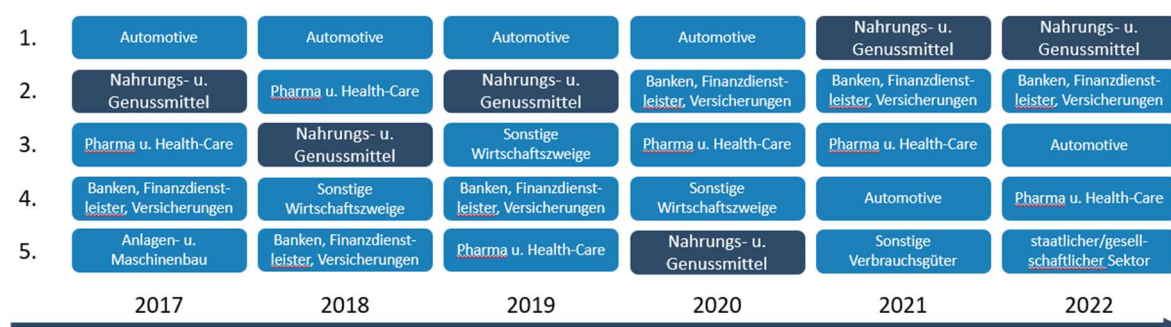 1.
Automotive
Automotive
Automotive
Automotive
Nahrungs- u.
Genussmittel
Nahrungs- u.
Genussmittel
2.
Nahrungs- u.
Genussmittel
Pharma u. Health-Care
Nahrungs- u.
Genussmittel
Banken, Finanzdienst-
leister, Versicherungen
Banken, Finanzdienst-
leister, Versicherungen
Banken, Finanzdienst-
leister, Versicherungen
3.
Pharma u. Health-Care
Nahrungs- u.
Genussmittel
Sonstige
Wirtschaftszweige
Pharma u. Health-Care
Pharma u. Health-Care
Automotive
4.
Banken, Finanzdienst-
leister, Versicherungen
Sonstige
Wirtschaftszweige
Banken, Finanzdienst-
leister, Versicherungen
Sonstige
Wirtschaftszweige
Automotive
Pharma u. Health-Care
5.
Anlagen- u.
Maschinenbau
Banken, Finanzdienst-
leister, Versicherungen
Pharma u. Health-Care
Nahrungs- u.
Genussmittel
Sonstige
Verbrauchsgüter
staatlicher/gesell-
schaftlicher Sektor
2017
2018
2019
2020
2021
2022